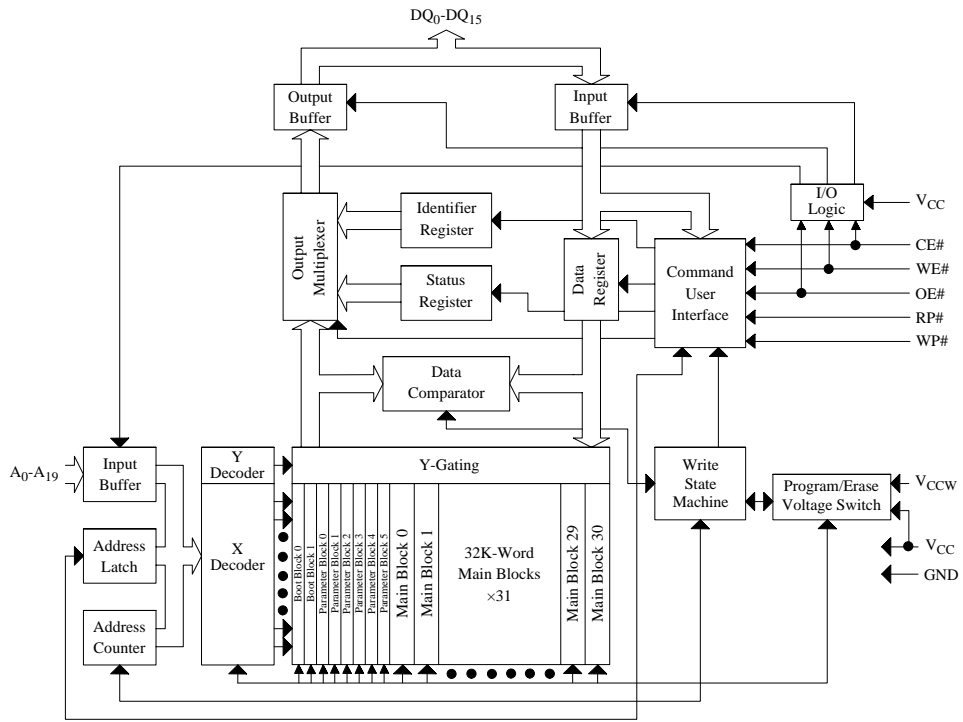 DQ0-DQ15
Output
Buffer
Input
Buffer
I/O
Logic
VCC
Output
Multiplexer
Identifier
Register
Status
Register
Data
Register
Command
User
Interface
CE#
WE#
OE#
RP#
WP#
Data
Comparator
A0-A19
Input
Buffer
Y
Decoder
Y-Gating
Write
State
Machine
Program/Erase
Voltage Switch
VCCW
VCC
GND
Address
Latch
X
Decoder
Address
Counter
Boot Block 0
Boot Block 1
Parameter Block 0
Parameter Block 1
Parameter Block 2
Parameter Block 3
Parameter Block 4
Parameter Block 5
Main Block 0
Main Block 1
32K-Word
Main Blocks
×31
Main Block 29
Main Block 30